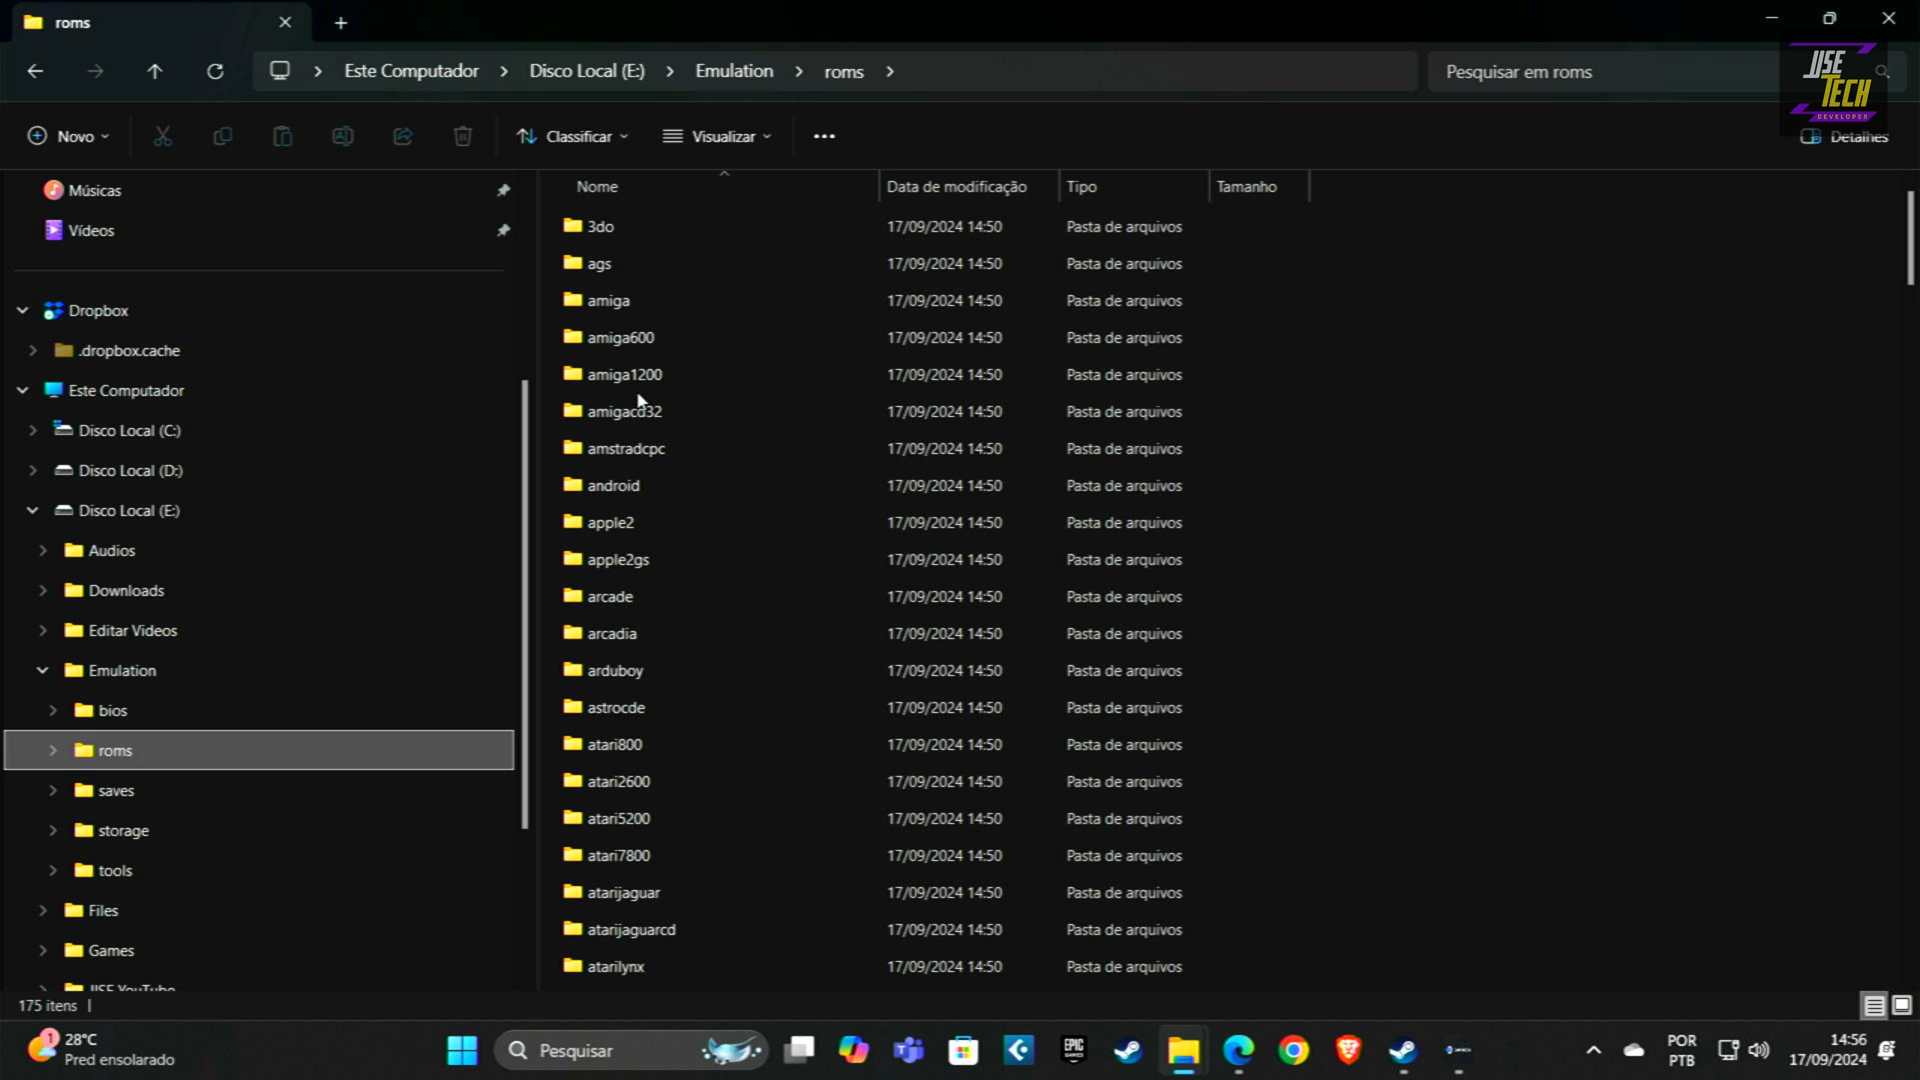 roms
Este Computador
Disco Local (E:)
Emulation
roms
Pesquisar em roms
JISE
TECH
DEVELOPER
Novo
Classificar
Visualizar
Detalhes
Músicas
Vídeos
Dropbox
.dropbox.cache
Este Computador
Disco Local (C:)
Disco Local (D:)
Disco Local (E:)
Audios
Downloads
Editar Videos
Emulation
bios
roms
saves
storage
tools
Files
Games
JISE YouTube
Nome Data de modificação Tipo Tamanho
3do 17/09/2024 14:50 Pasta de arquivos
ags 17/09/2024 14:50 Pasta de arquivos
amiga 17/09/2024 14:50 Pasta de arquivos
amiga600 17/09/2024 14:50 Pasta de arquivos
amiga1200 17/09/2024 14:50 Pasta de arquivos
amigacd32 17/09/2024 14:50 Pasta de arquivos
amstradcpc 17/09/2024 14:50 Pasta de arquivos
android 17/09/2024 14:50 Pasta de arquivos
apple2 17/09/2024 14:50 Pasta de arquivos
apple2gs 17/09/2024 14:50 Pasta de arquivos
arcade 17/09/2024 14:50 Pasta de arquivos
arcadia 17/09/2024 14:50 Pasta de arquivos
arduboy 17/09/2024 14:50 Pasta de arquivos
astrocde 17/09/2024 14:50 Pasta de arquivos
atari800 17/09/2024 14:50 Pasta de arquivos
atari2600 17/09/2024 14:50 Pasta de arquivos
atari5200 17/09/2024 14:50 Pasta de arquivos
atari7800 17/09/2024 14:50 Pasta de arquivos
atarijaguar 17/09/2024 14:50 Pasta de arquivos
atarijaguarcd 17/09/2024 14:50 Pasta de arquivos
atarilynx 17/09/2024 14:50 Pasta de arquivos
175 itens
1
28°C
Pred ensolarado
Pesquisar
EPIC
GAMES
POR
PTB
14:56
17/09/2024